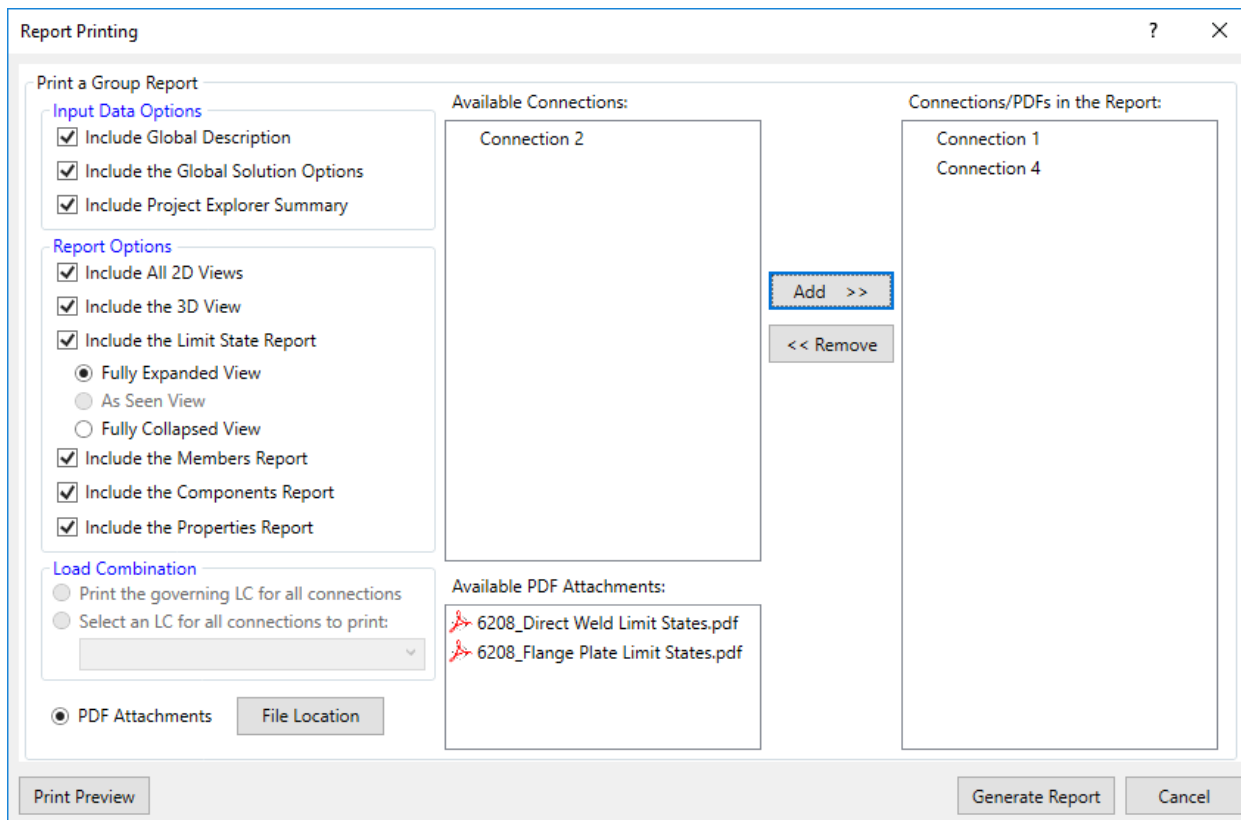 Report Printing
?
Print a Group Report
Input Data Options
Include Global Description
Include the Global Solution Options
Include Project Explorer Summary
Report Options
Include All 2D Views
Include the 3D View
Include the Limit State Report
Fully Expanded View
As Seen View
Fully Collapsed View
Include the Members Report
Include the Components Report
Include the Properties Report
Load Combination
Print the governing LC for all connections
Select an LC for all connections to print:
PDF Attachments
File Location
Available Connections:
Connection 2
Available PDF Attachments:
6208_Direct Weld Limit States.pdf
6208_Flange Plate Limit States.pdf
Add >>
<< Remove
Connections/PDFs in the Report:
Connection 1
Connection 4
Print Preview
Generate Report
Cancel